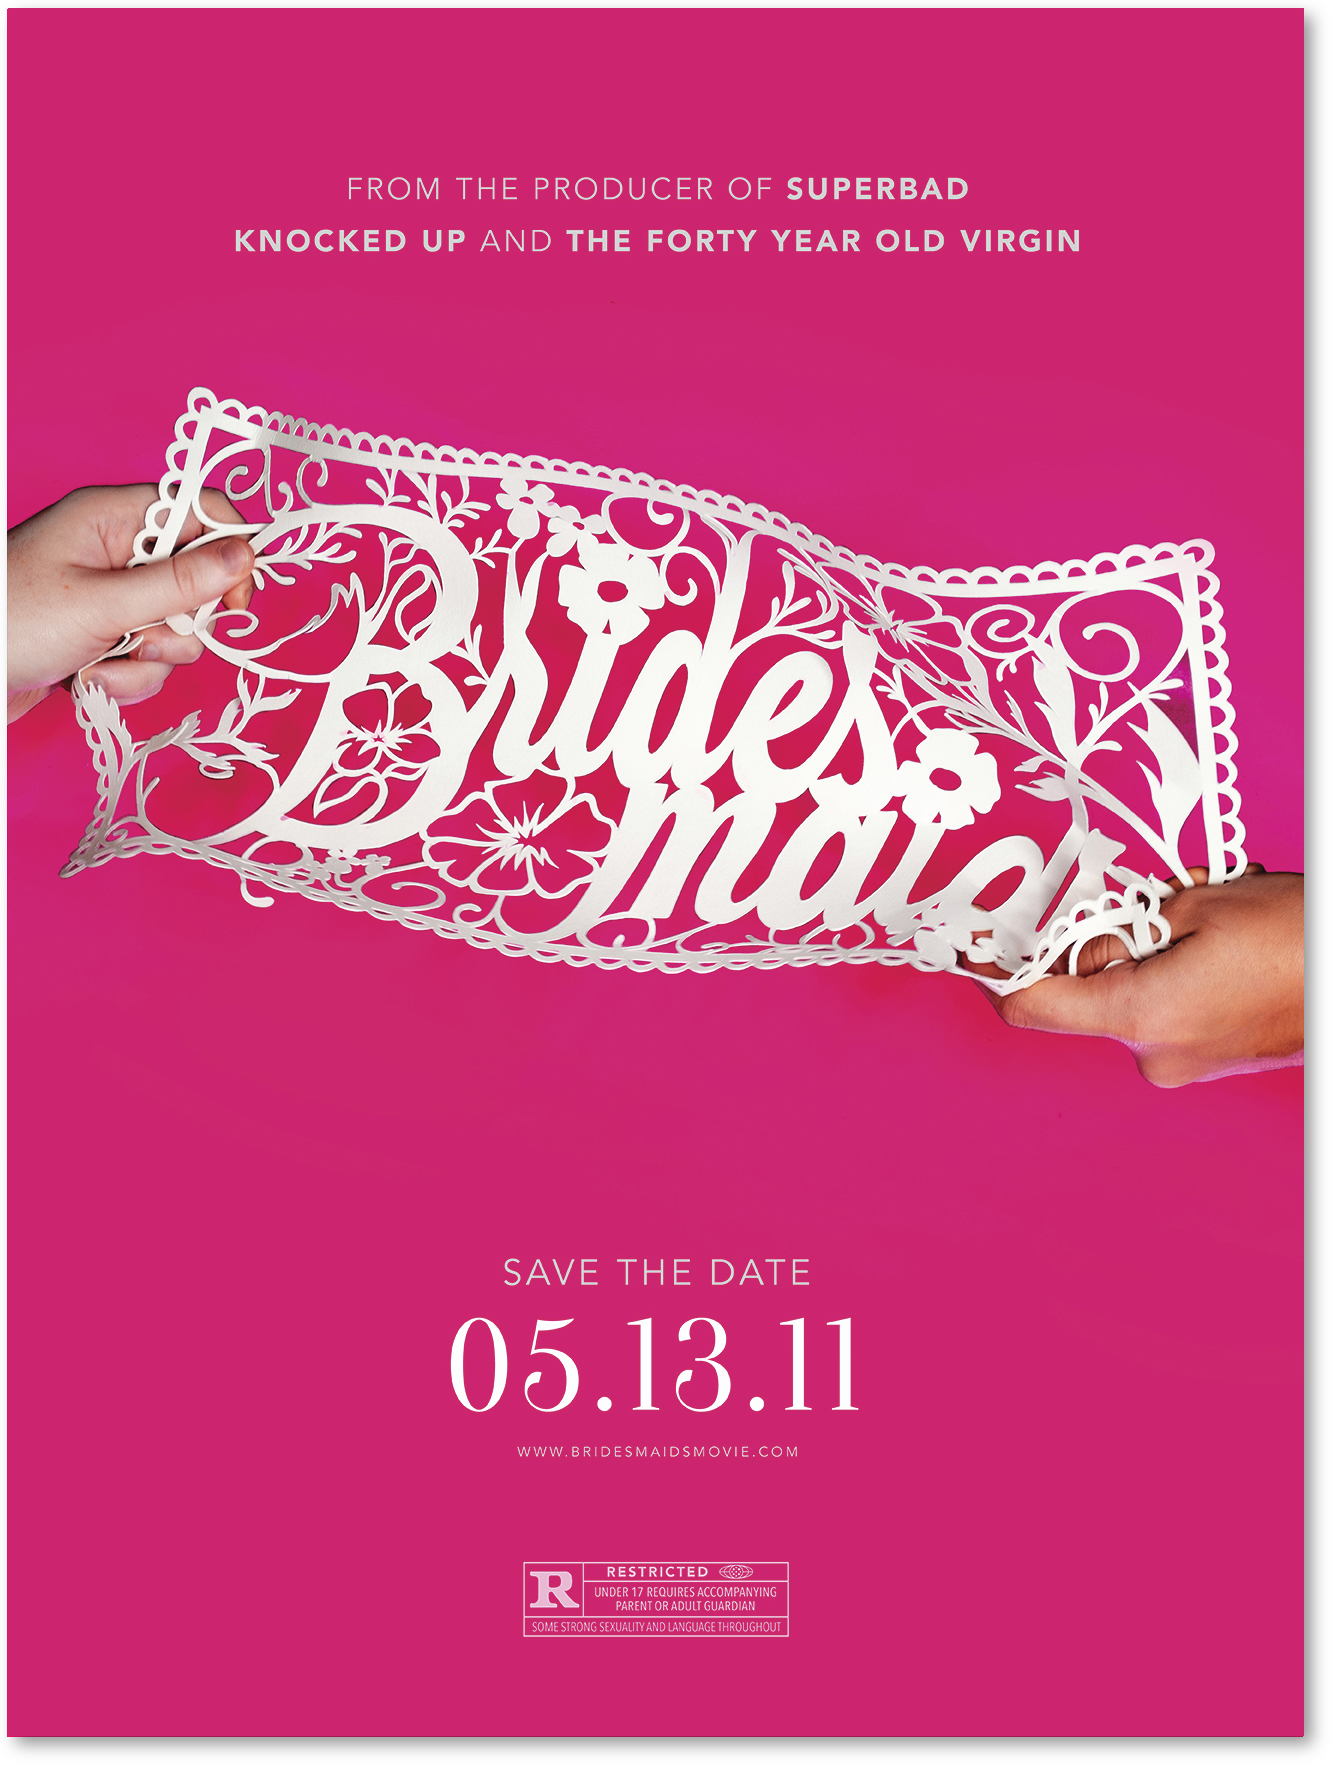 FROM THE PRODUCER OF SUPERBAD
KNOCKED UP AND THE FORTY YEAR OLD VIRGIN
Brides
maid
SAVE THE DATE
05.13.11
WWW.BRIDESMAIDSMOVIE.COM
R
RESTRICTED
UNDER 17 REQUIRES ACCOMPANYING
PARENT OR ADULT GUARDIAN
SOME STRONG SEXUALITY AND LANGUAGE THROUGHOUT